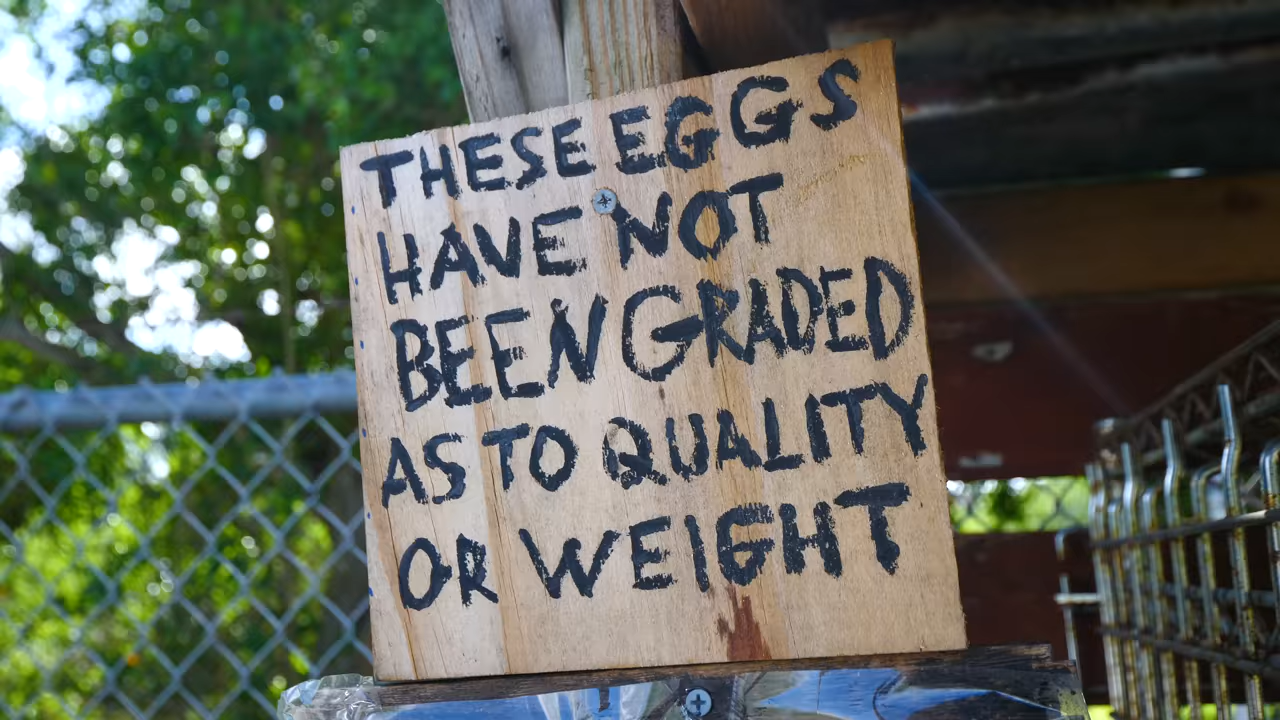 THESE EGGS
HAVE NOT
BEEN GRADED
AS TO QUALITY
OR WEIGHT